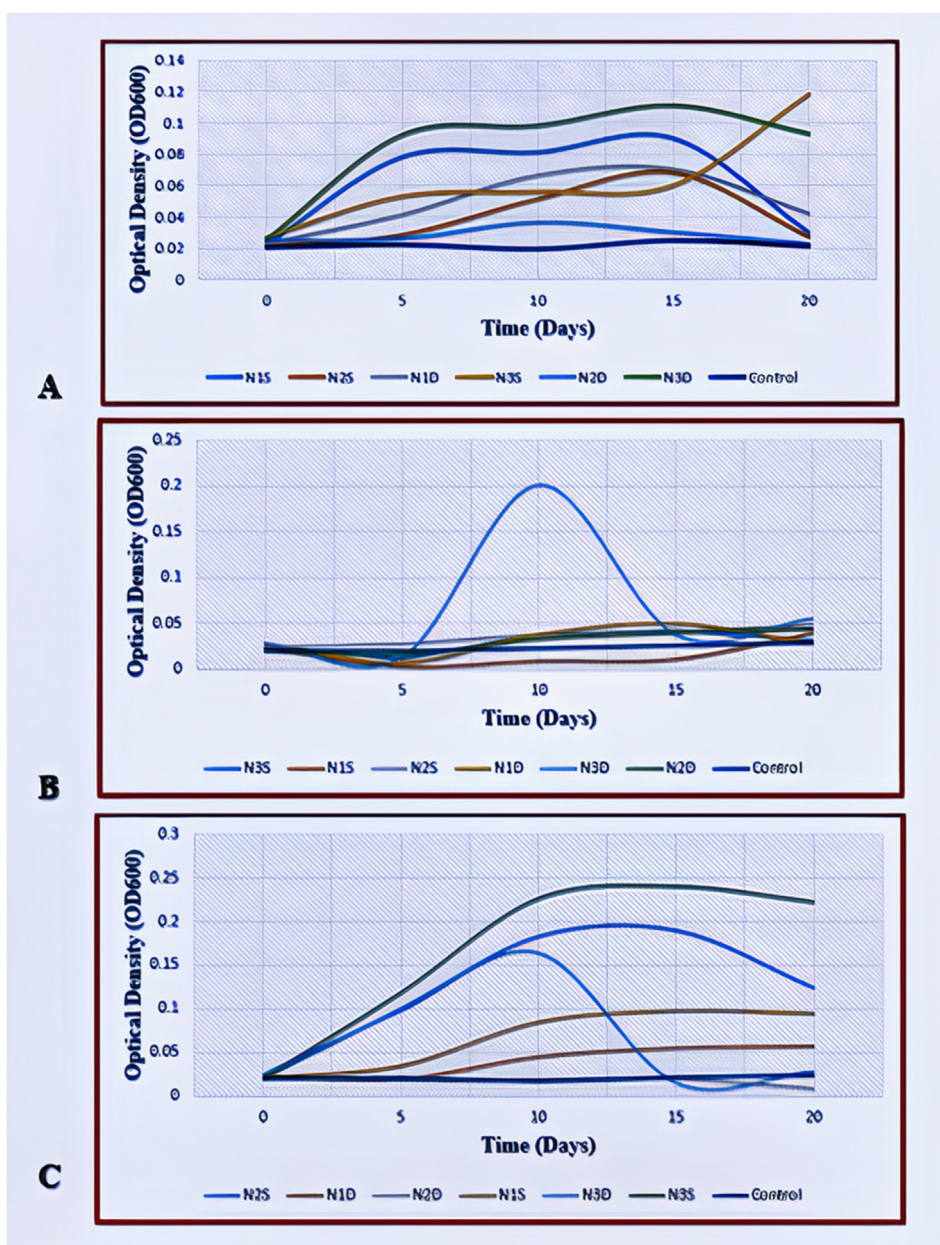 Optical Density (OD600)
0.14
0.12
0.1
0.08
0.06
0.04
0.02
0
0 5 10 15 20
Time (Days)
N1S N2S N1D N3S N2D N3D Control
A
Optical Density (OD600)
0.25
0.2
0.15
0.1
0.05
0
0 5 10 15 20
Time (Days)
N3S N1S N2S N1D N3D N2D Control
B
Optical Density (OD600)
0.3
0.25
0.2
0.15
0.1
0.05
0
0 5 10 15 20
Time (Days)
N2S N1D N2D N1S N3D N3S Control
C